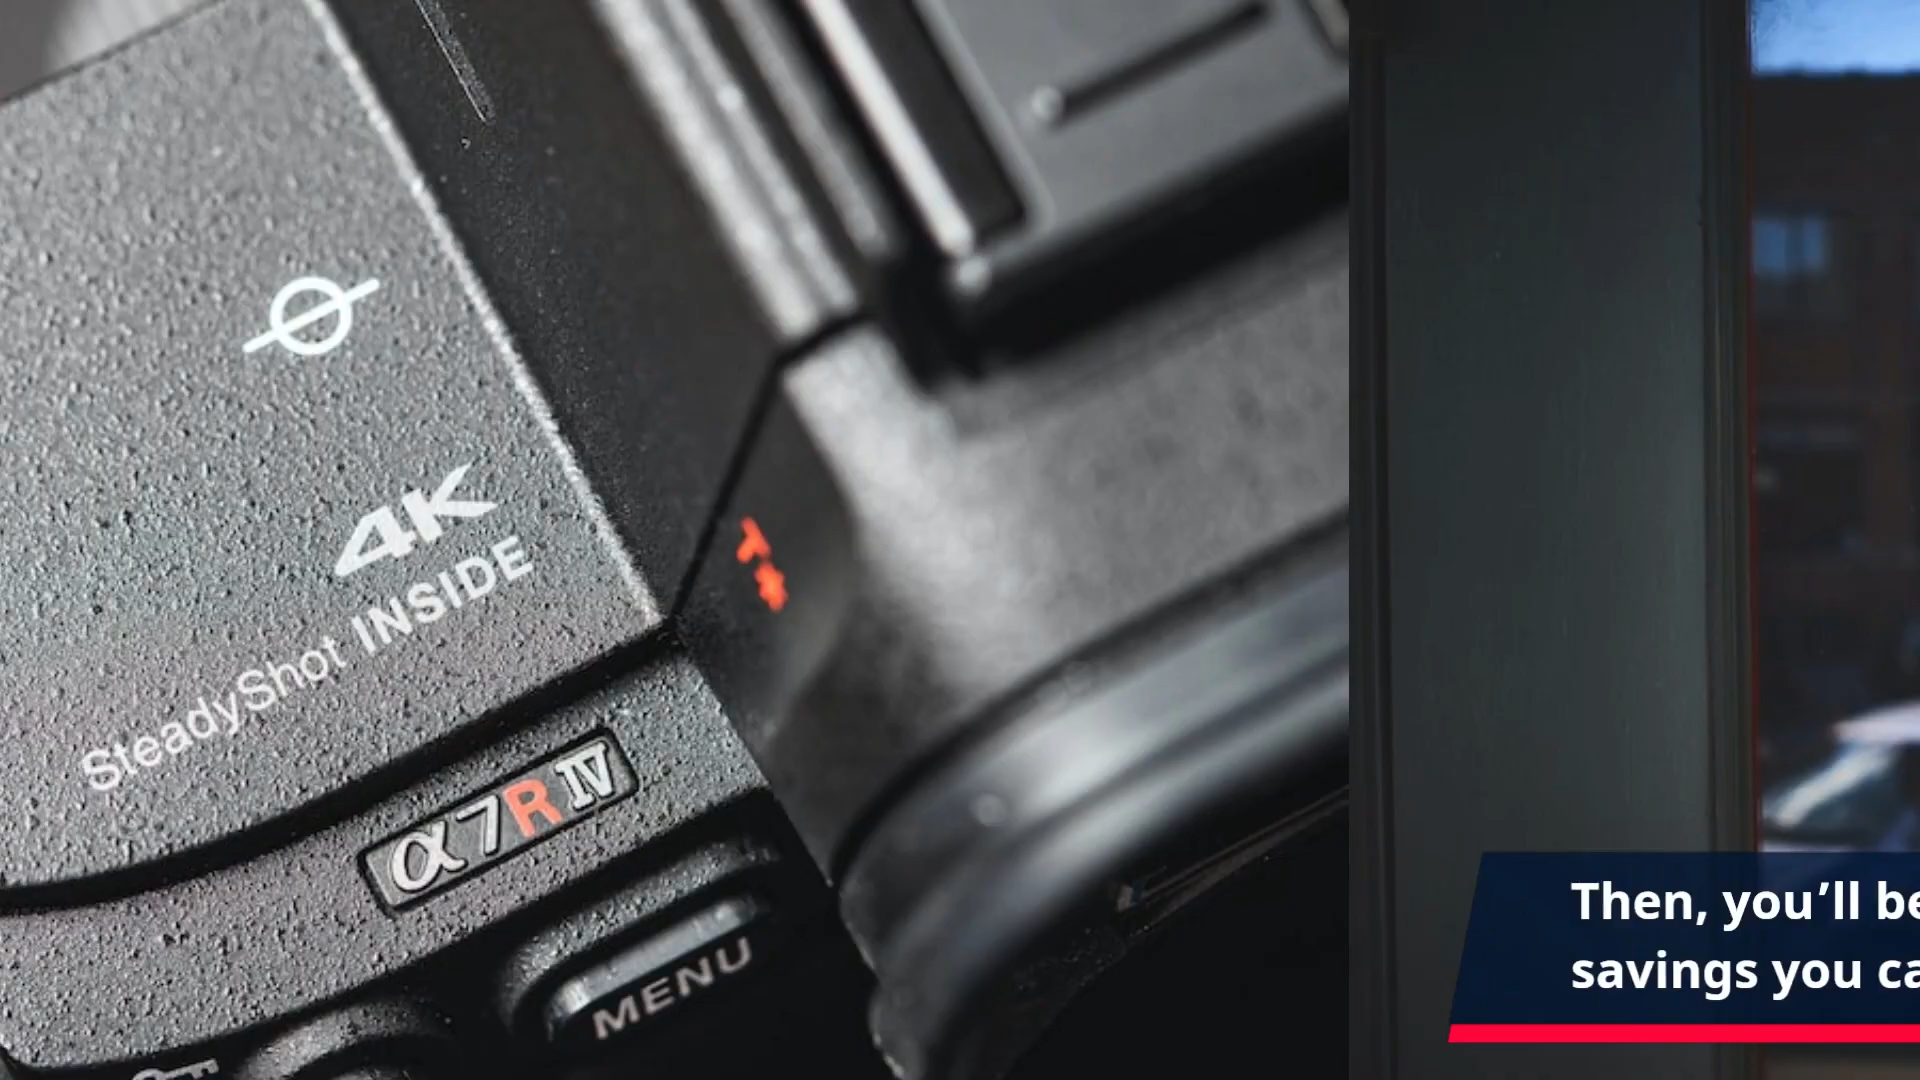 4K
SteadyShot INSIDE
α7RIV
MENU
Then, you’ll be
savings you ca